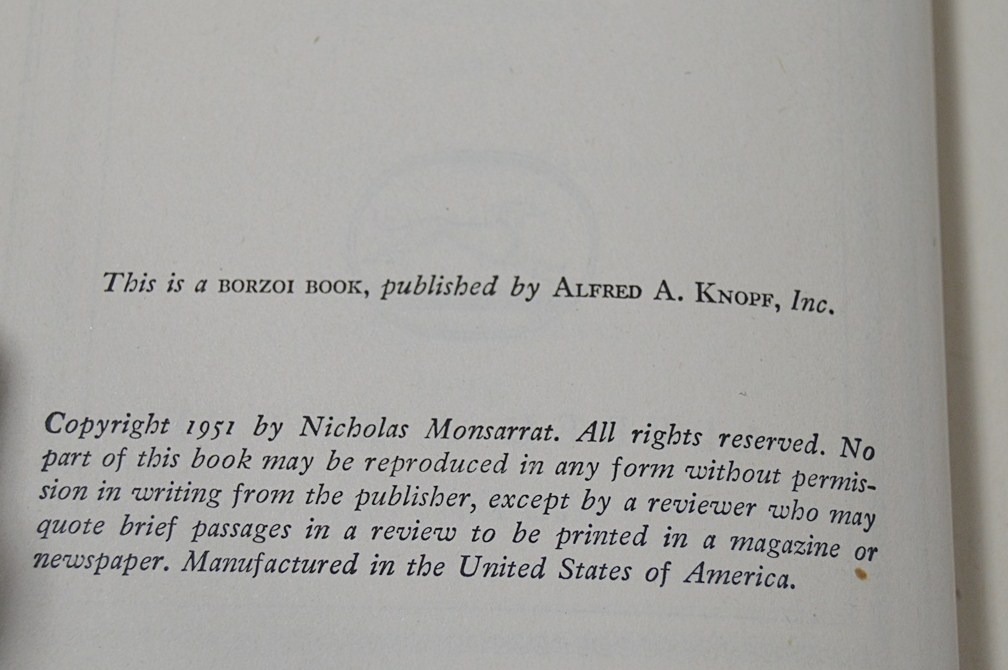 This is a BORZOI BOOK, published by ALFRED A. KNOPF, Inc.
Copyright 1951 by Nicholas Monsarrat. All rights reserved. No
part of this book may be reproduced in any form without permis-
sion in writing from the publisher, except by a reviewer who may
quote brief passages in a review to be printed in a magazine or
newspaper. Manufactured in the United States of America.